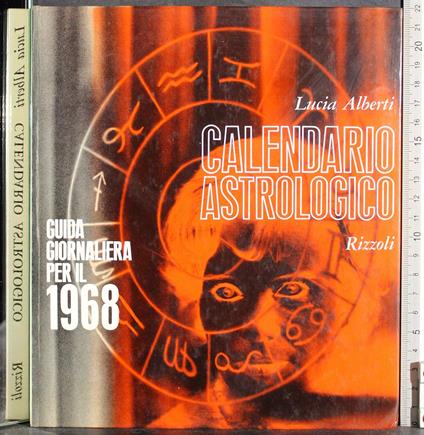 Lucia Alberti
CALENDARIO
ASTROLOGICO
Rizzoli
GUIDA
GIORNALIERA
PER IL
1968
Lucia Alberti CALENDARIO ASTROLOGICO Rizzoli